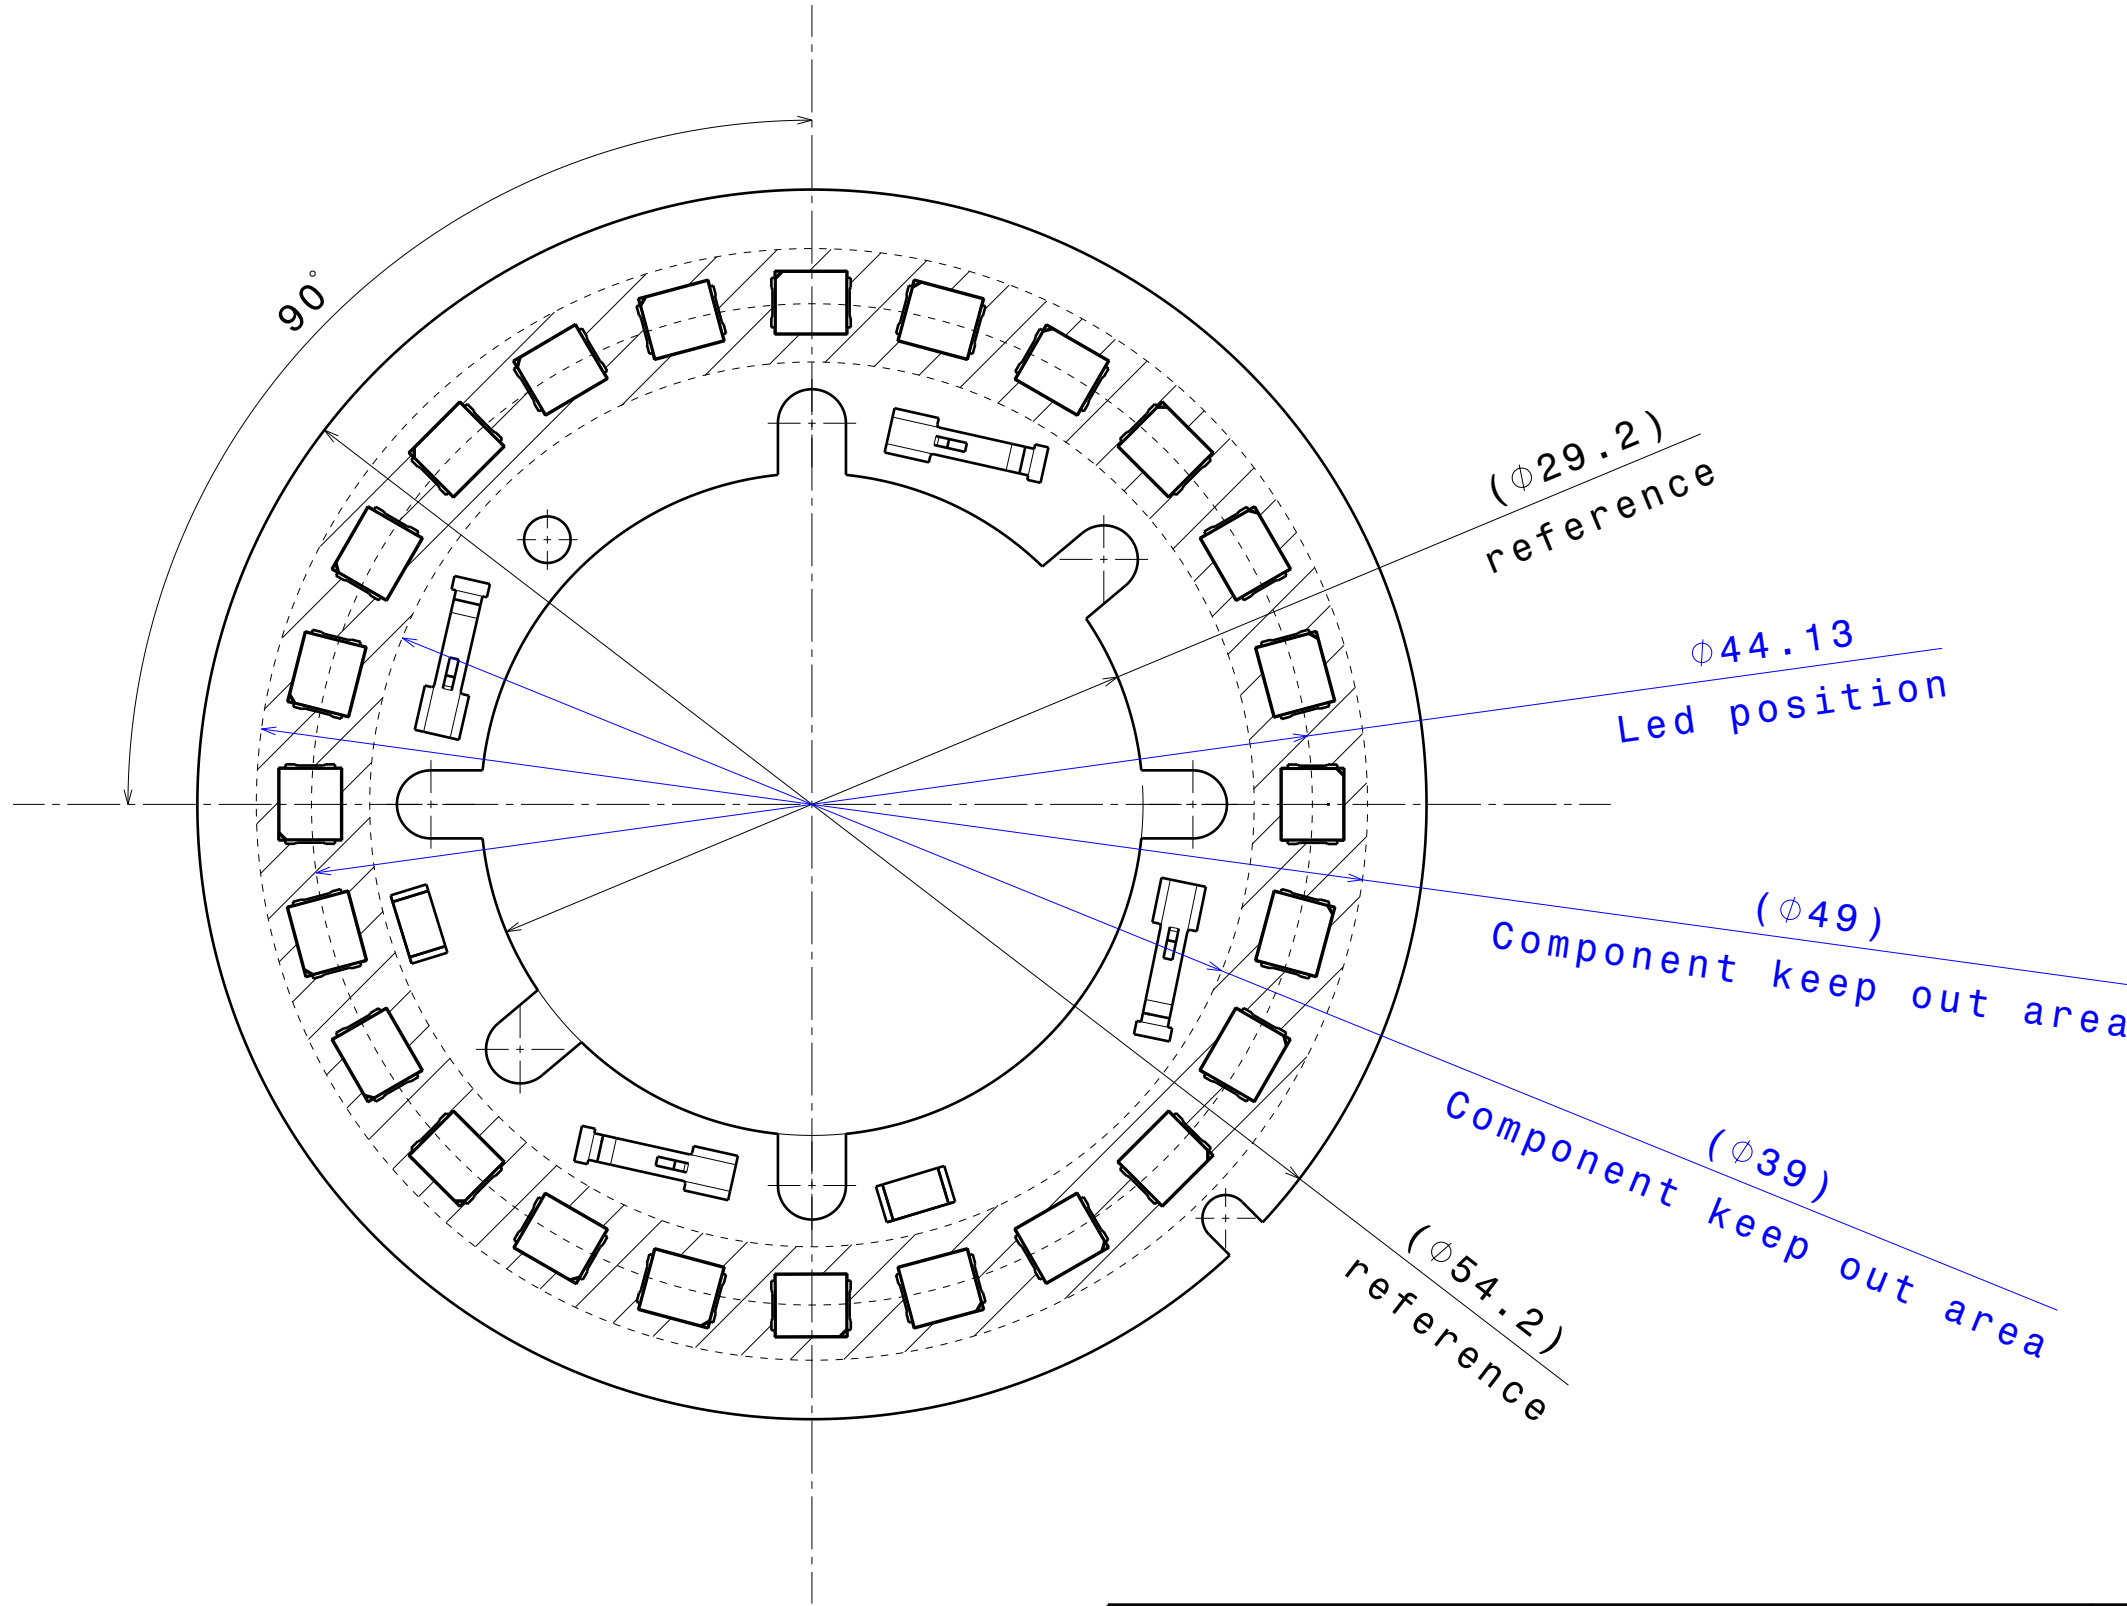 90°
(⌀29.2)
reference
⌀44.13
Led position
(⌀49)
Component keep out area
(⌀39)
Component keep out area
(⌀54.2)
reference